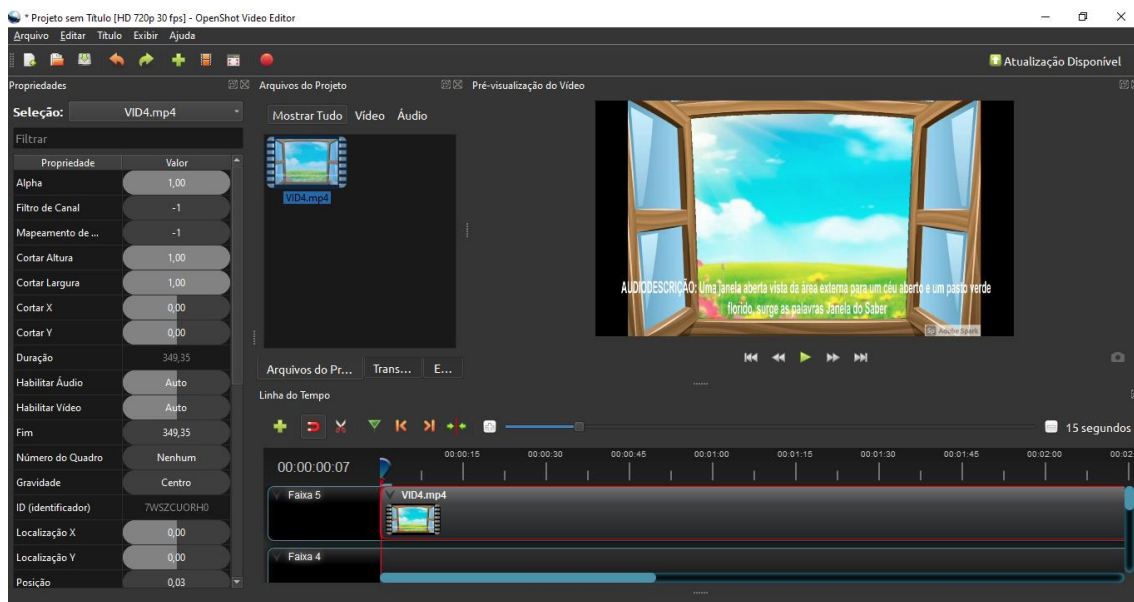 * Projeto sem Título [HD 720p 30 fps] - OpenShot Video Editor
Arquivo Editar Título Exibir Ajuda
Atualização Disponível
Propriedades
Seleção: VID4.mp4
Filtrar
Propriedade Valor
Alpha 1,00
Filtro de Canal -1
Mapeamento de ... -1
Cortar Altura 1,00
Cortar Largura 1,00
Cortar X 0,00
Cortar Y 0,00
Duração 349,35
Habilitar Áudio Auto
Habilitar Vídeo Auto
Fim 349,35
Número do Quadro Nenhum
Gravidade Centro
ID (identificador) 7WSZCUORH0
Localização X 0,00
Localização Y 0,00
Posição 0,03
Arquivos do Projeto
Mostrar Tudo Vídeo Áudio
VID4.mp4
Arquivos do Pr... Trans... E...
Pré-visualização do Vídeo
AUDIODESCRIÇÃO: Uma janela aberta vista da área externa para um céu aberto e um pasto verde
florido, surge as palavras Janela do Saber
Sp Adobe Spark
Linha do Tempo
15 segundos
00:00:00:07
00:00:15 00:00:30 00:00:45 00:01:00 00:01:15 00:01:30 00:01:45 00:02:00 00:02
Faixa 5
VID4.mp4
Faixa 4